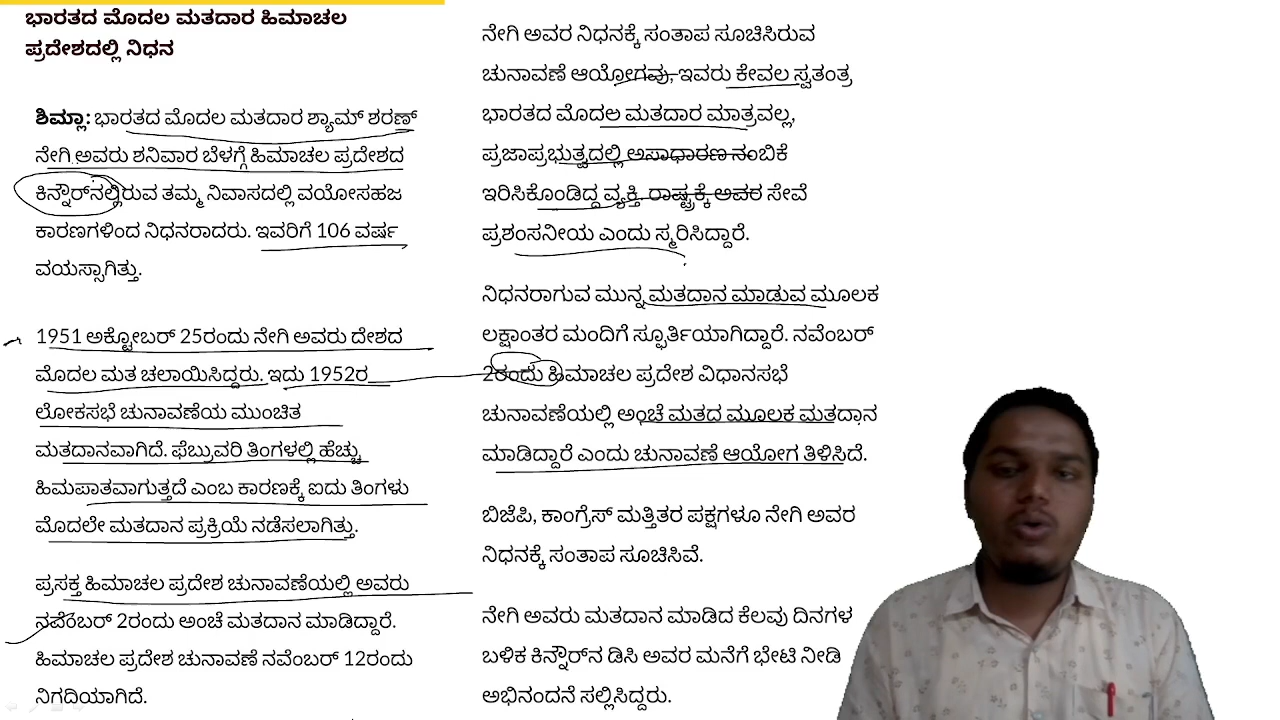 ಭಾರತದ ಮೊದಲ ಮತದಾರ ಹಿಮಾಚಲ
ಪ್ರದೇಶದಲ್ಲಿ ನಿಧನ
ಶಿಮ್ಲಾ: ಭಾರತದ ಮೊದಲ ಮತದಾರ ಶ್ಯಾಮ್ ಶರಣ್
ನೇಗಿ ಅವರು ಶನಿವಾರ ಬೆಳಗ್ಗೆ ಹಿಮಾಚಲ ಪ್ರದೇಶದ
ಕಿನ್ನೌರ್‌ನಲ್ಲಿರುವ ತಮ್ಮ ನಿವಾಸದಲ್ಲಿ ವಯೋಸಹಜ
ಕಾರಣಗಳಿಂದ ನಿಧನರಾದರು. ಇವರಿಗೆ 106 ವರ್ಷ
ವಯಸ್ಸಾಗಿತ್ತು.
1951 ಅಕ್ಟೋಬರ್ 25ರಂದು ನೇಗಿ ಅವರು ದೇಶದ
ಮೊದಲ ಮತ ಚಲಾಯಿಸಿದ್ದರು. ಇದು 1952ರ
ಲೋಕಸಭೆ ಚುನಾವಣೆಯ ಮುಂಚಿತ
ಮತದಾನವಾಗಿದೆ. ಫೆಬ್ರುವರಿ ತಿಂಗಳಲ್ಲಿ ಹೆಚ್ಚು
ಹಿಮಪಾತವಾಗುತ್ತದೆ ಎಂಬ ಕಾರಣಕ್ಕೆ ಐದು ತಿಂಗಳು
ಮೊದಲೇ ಮತದಾನ ಪ್ರಕ್ರಿಯೆ ನಡೆಸಲಾಗಿತ್ತು.
ಪ್ರಸಕ್ತ ಹಿಮಾಚಲ ಪ್ರದೇಶ ಚುನಾವಣೆಯಲ್ಲಿ ಅವರು
ನವೆಂಬರ್ 2ರಂದು ಅಂಚೆ ಮತದಾನ ಮಾಡಿದ್ದಾರೆ.
ಹಿಮಾಚಲ ಪ್ರದೇಶ ಚುನಾವಣೆ ನವೆಂಬರ್ 12ರಂದು
ನಿಗದಿಯಾಗಿದೆ.
ನೇಗಿ ಅವರ ನಿಧನಕ್ಕೆ ಸಂತಾಪ ಸೂಚಿಸಿರುವ
ಚುನಾವಣೆ ಆಯೋಗವು, ಇವರು ಕೇವಲ ಸ್ವತಂತ್ರ
ಭಾರತದ ಮೊದಲ ಮತದಾರ ಮಾತ್ರವಲ್ಲ,
ಪ್ರಜಾಪ್ರಭುತ್ವದಲ್ಲಿ ಅಸಾಧಾರಣ ನಂಬಿಕೆ
ಇರಿಸಿಕೊಂಡಿದ್ದ ವ್ಯಕ್ತಿ. ರಾಷ್ಟ್ರಕ್ಕೆ ಅವರ ಸೇವೆ
ಪ್ರಶಂಸನೀಯ ಎಂದು ಸ್ಮರಿಸಿದ್ದಾರೆ.
ನಿಧನರಾಗುವ ಮುನ್ನ ಮತದಾನ ಮಾಡುವ ಮೂಲಕ
ಲಕ್ಷಾಂತರ ಮಂದಿಗೆ ಸ್ಫೂರ್ತಿಯಾಗಿದ್ದಾರೆ. ನವೆಂಬರ್
2ರಂದು ಹಿಮಾಚಲ ಪ್ರದೇಶ ವಿಧಾನಸಭೆ
ಚುನಾವಣೆಯಲ್ಲಿ ಅಂಚೆ ಮತದ ಮೂಲಕ ಮತದಾನ
ಮಾಡಿದ್ದಾರೆ ಎಂದು ಚುನಾವಣೆ ಆಯೋಗ ತಿಳಿಸಿದೆ.
ಬಿಜೆಪಿ, ಕಾಂಗ್ರೆಸ್ ಮತ್ತಿತರ ಪಕ್ಷಗಳೂ ನೇಗಿ ಅವರ
ನಿಧನಕ್ಕೆ ಸಂತಾಪ ಸೂಚಿಸಿವೆ.
ನೇಗಿ ಅವರು ಮತದಾನ ಮಾಡಿದ ಕೆಲವು ದಿನಗಳ
ಬಳಿಕ ಕಿನ್ನೌರ್‌ನ ಡಿಸಿ ಅವರ ಮನೆಗೆ ಭೇಟಿ ನೀಡಿ
ಅಭಿನಂದನೆ ಸಲ್ಲಿಸಿದ್ದರು.